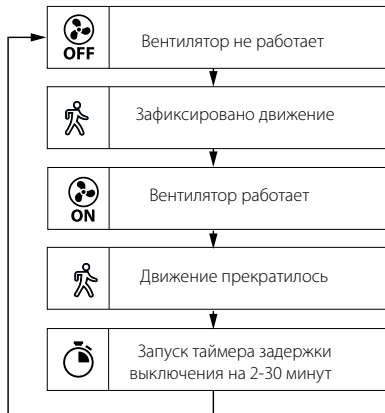 OFF
Вентилятор не работает
Зафиксировано движение
ON
Вентилятор работает
Движение прекратилось
Запуск таймера задержки
выключения на 2-30 минут